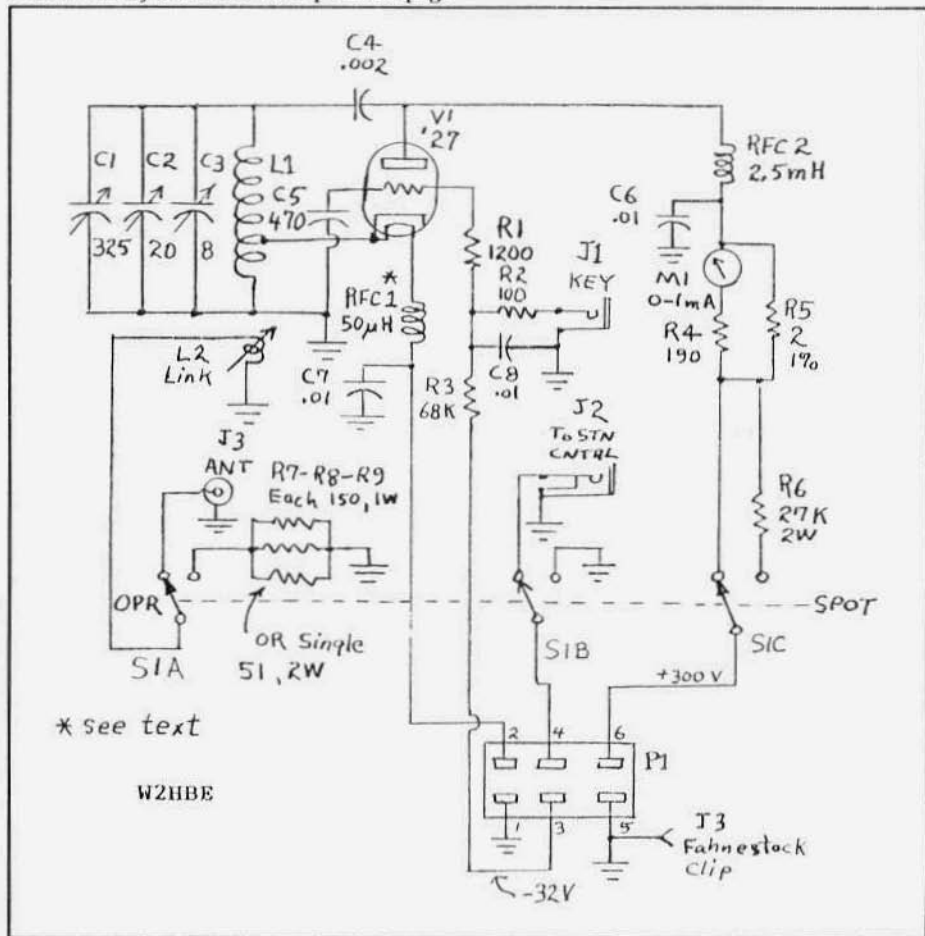 C4
.002
V1
'27
C1
C2
C3
L1
C5
470
325
20
8
RFC 2
2.5mH
C6
.01
M1
0-1mA
R5
2
1%
R4
190
R1
1200
R2
100
J1
KEY
*
RFC1
50μH
L2
Link
C7
.01
R3
68K
C8
.01
J2
To STN
CNTRL
J3
ANT
R7-R8-R9
Each 150, 1W
R6
27K
2W
OPR
SPOT
S1A
OR Single
51, 2W
S1B
S1C
+300 V
* see text
2 4 6
P1
W2HBE
1 3 5
J3
Fahnestock
Clip
-32V